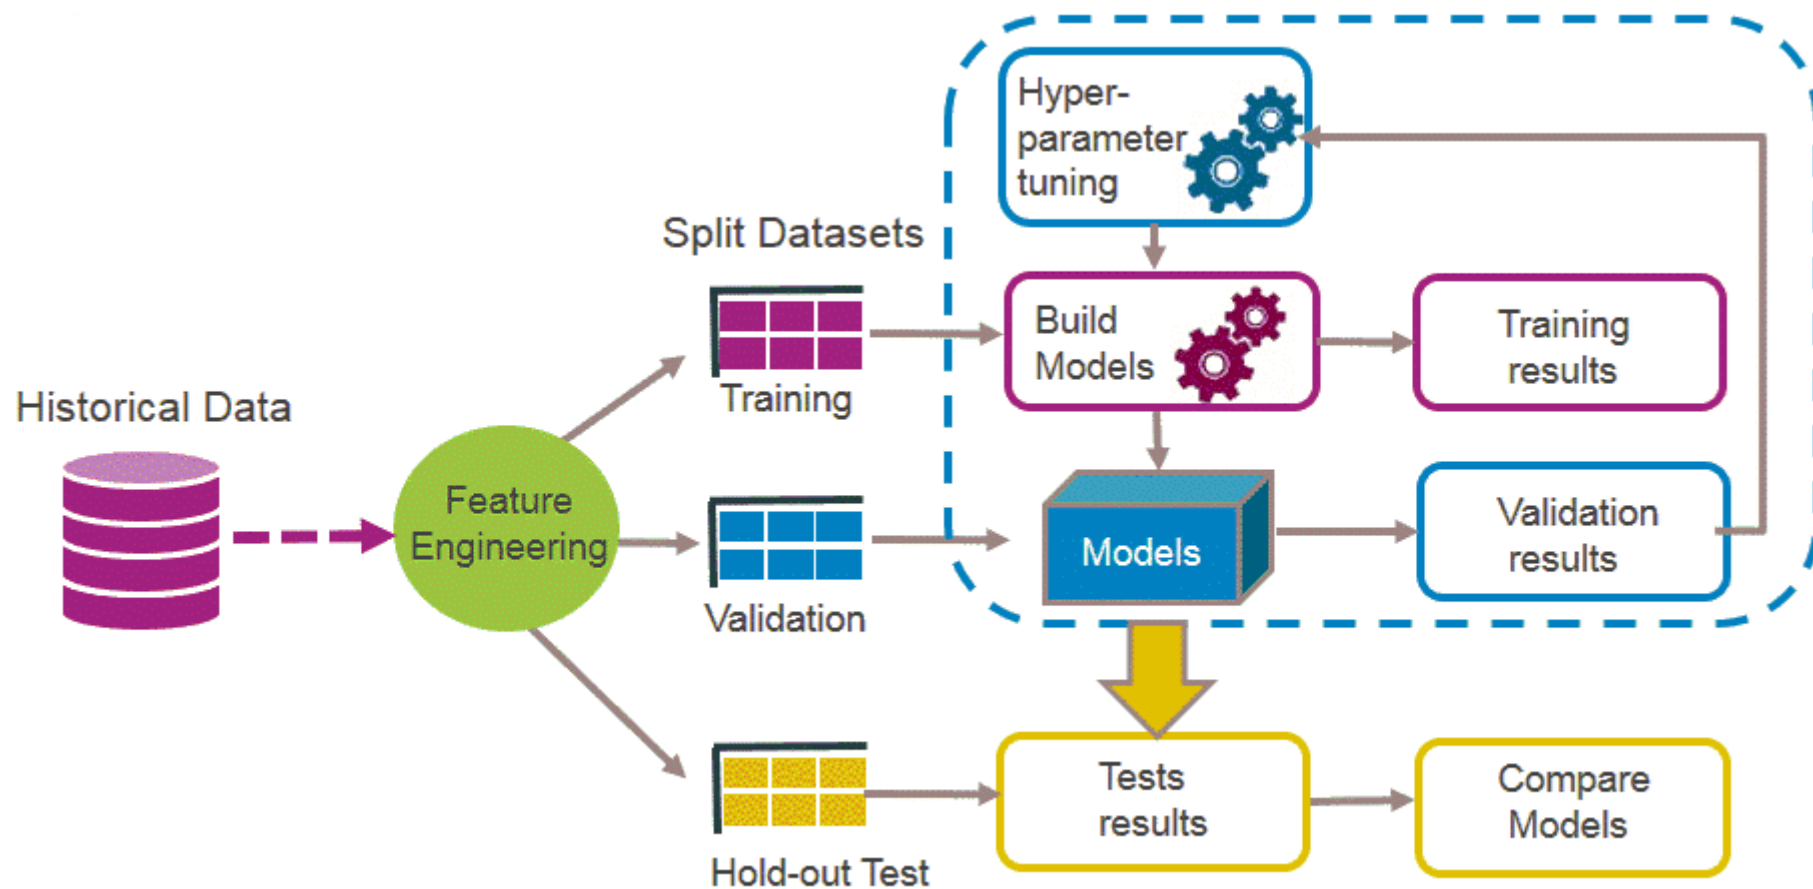 Historical Data
Feature
Engineering
Split Datasets
Training
Validation
Hold-out Test
Hyper-
parameter
tuning
Build
Models
Training
results
Models
Validation
results
Tests
results
Compare
Models